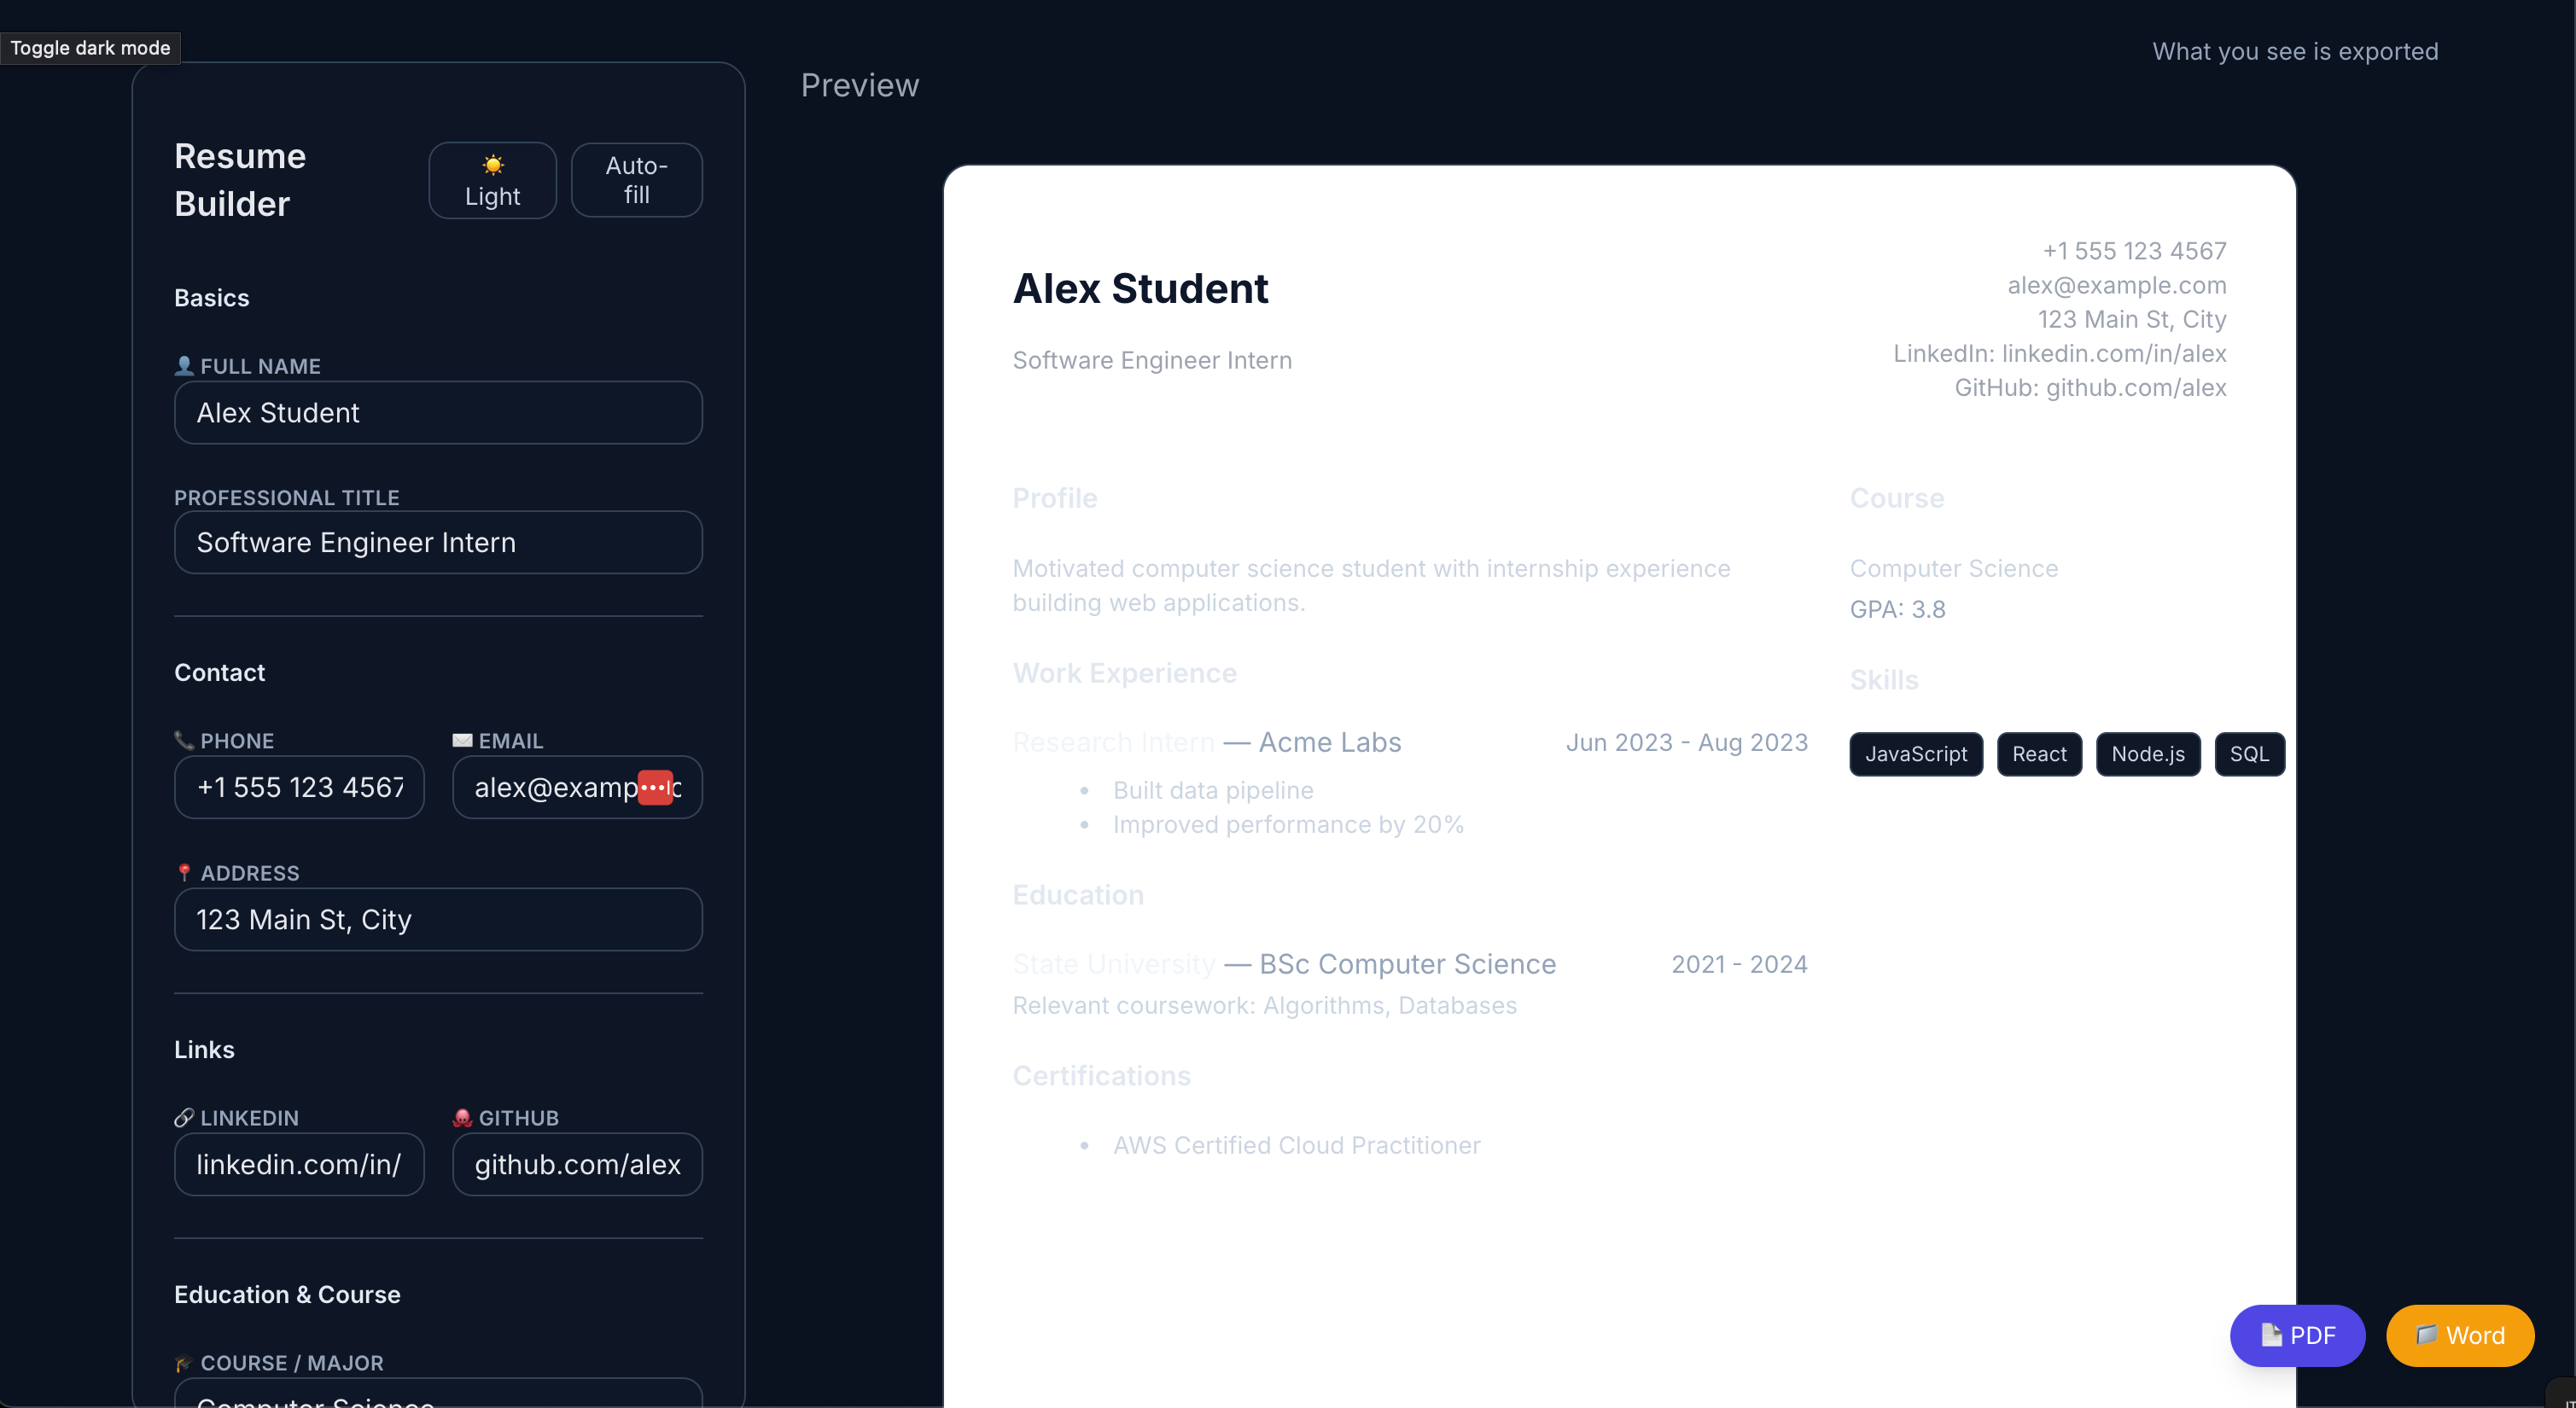 Toggle dark mode
What you see is exported
Preview
Resume
Builder
Light
Auto-
fill
Basics
FULL NAME
Alex Student
PROFESSIONAL TITLE
Software Engineer Intern
Contact
PHONE
EMAIL
+1 555 123 4567
alex@examp
ADDRESS
123 Main St, City
Links
LINKEDIN
GITHUB
linkedin.com/in/
github.com/alex
Education & Course
COURSE / MAJOR
Computer Science
Alex Student
Software Engineer Intern
+1 555 123 4567
alex@example.com
123 Main St, City
LinkedIn: linkedin.com/in/alex
GitHub: github.com/alex
Profile
Motivated computer science student with internship experience
building web applications.
Work Experience
Research Intern — Acme Labs
Jun 2023 - Aug 2023
• Built data pipeline
• Improved performance by 20%
Education
State University — BSc Computer Science
2021 - 2024
Relevant coursework: Algorithms, Databases
Certifications
• AWS Certified Cloud Practitioner
Course
Computer Science
GPA: 3.8
Skills
JavaScript
React
Node.js
SQL
PDF
Word